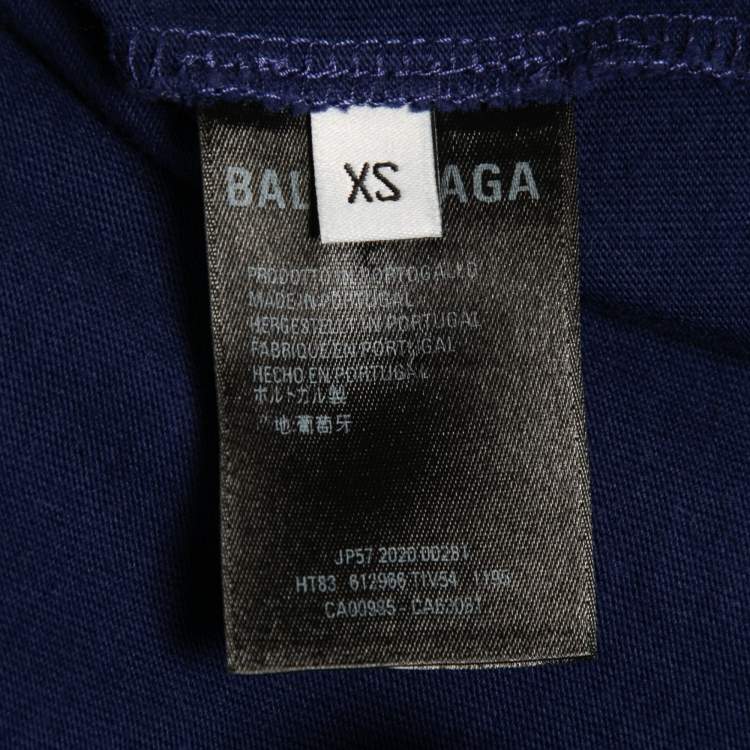 XS
BAL AGA
PRODOTTO IN PORTOGALLO
MADE IN PORTUGAL
HERGESTELLT IN PORTUGAL
FABRIQUE EN PORTUGAL
HECHO EN PORTUGAL
ポルトガル製
地:葡萄牙
JP57 2020 00281
HT83 612966 TIV54 1195
CA00985 - CA63081